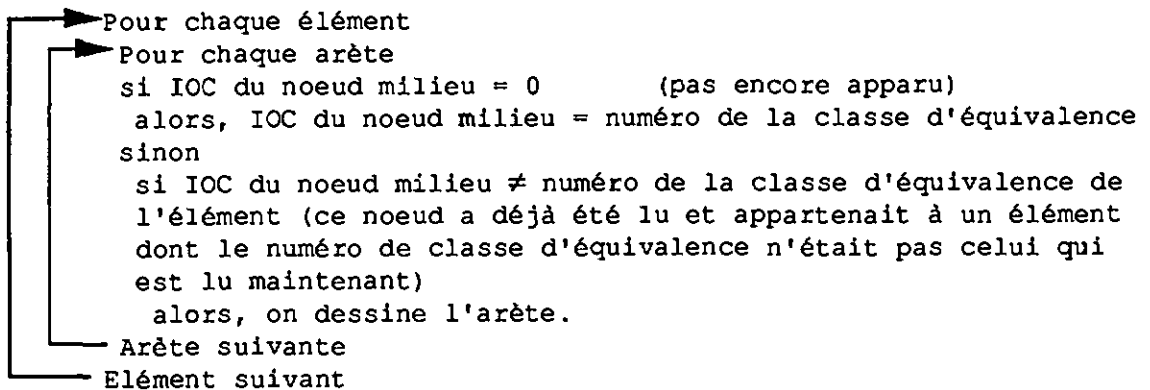 Pour chaque élément
Pour chaque arète
si IOC du noeud milieu = 0 (pas encore apparu)
alors, IOC du noeud milieu = numéro de la classe d'équivalence
sinon
si IOC du noeud milieu ≠ numéro de la classe d'équivalence de
l'élément (ce noeud a déjà été lu et appartenait à un élément
dont le numéro de classe d'équivalence n'était pas celui qui
est lu maintenant)
alors, on dessine l'arète.
Arète suivante
Elément suivant